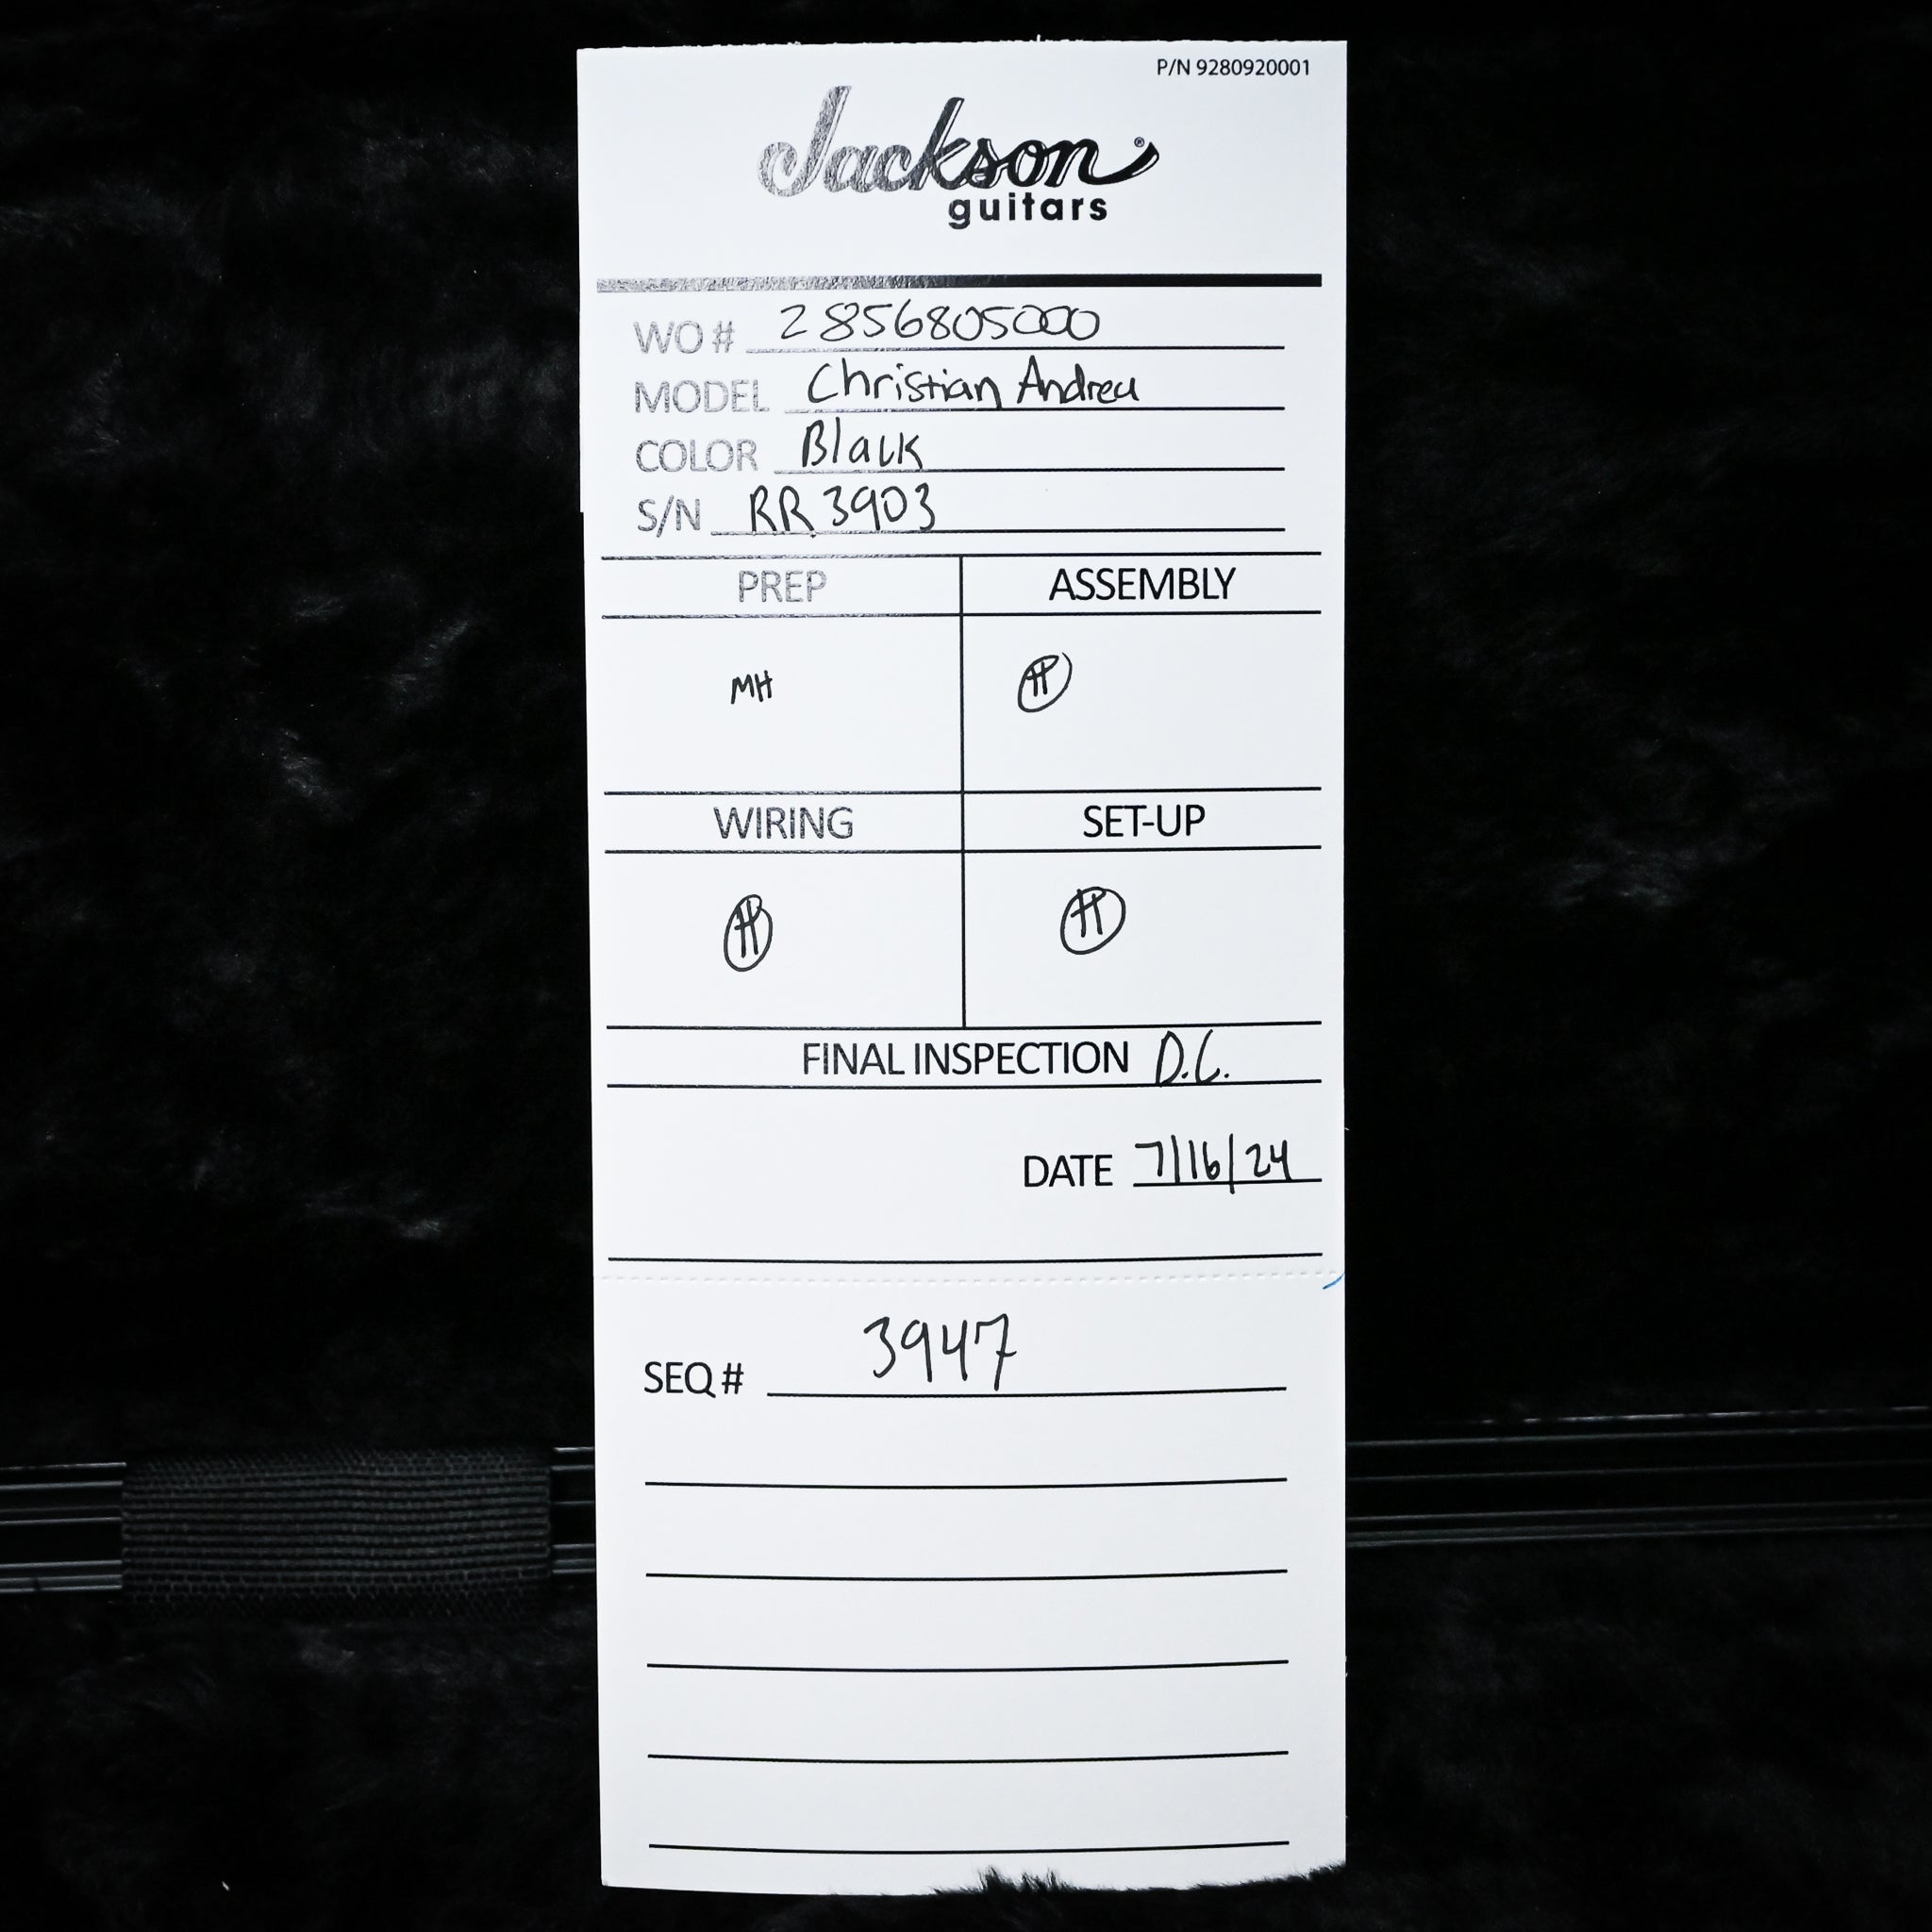 P/N 9280920001
Jackson®
guitars
WO # 2856805000
MODEL Christian Andreu
COLOR Black
S/N RR3903
PREP ASSEMBLY
MH
WIRING SET-UP
FINAL INSPECTION D.C.
DATE 7/16/24
SEQ # 3947